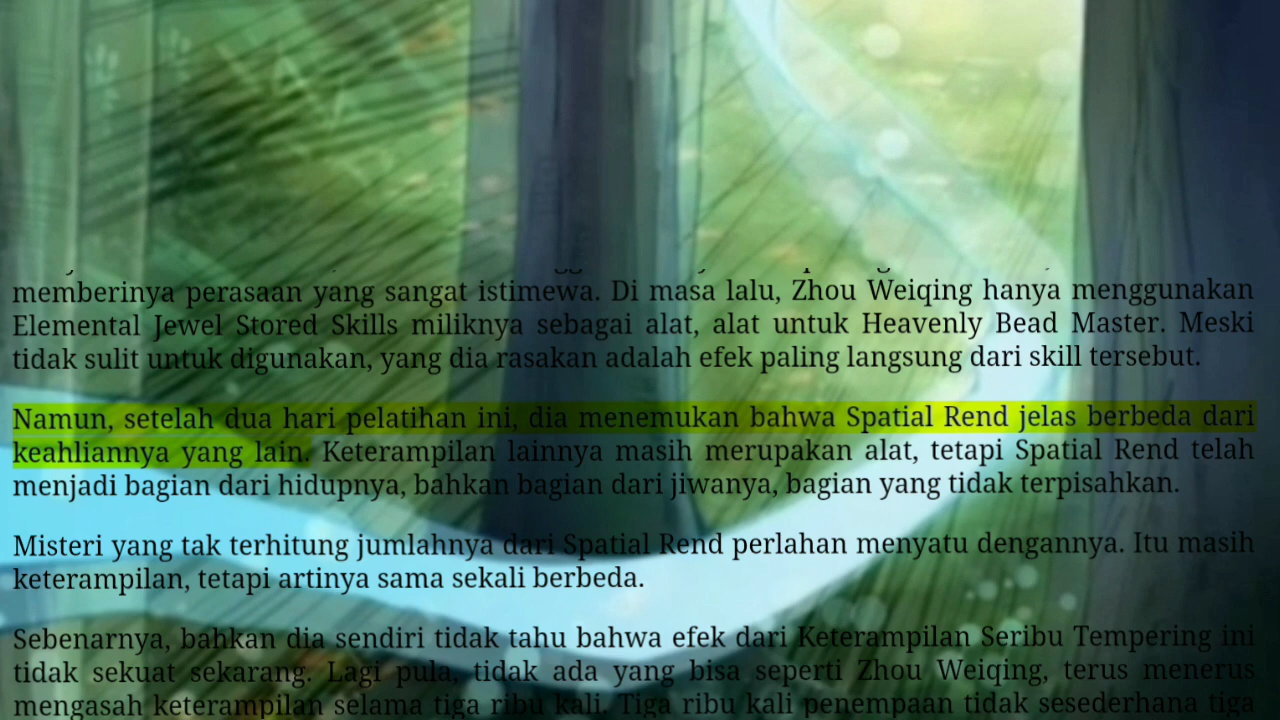 memberinya perasaan yang sangat istimewa. Di masa lalu, Zhou Weiqing hanya menggunakan
Elemental Jewel Stored Skills miliknya sebagai alat, alat untuk Heavenly Bead Master. Meski
tidak sulit untuk digunakan, yang dia rasakan adalah efek paling langsung dari skill tersebut.
Namun, setelah dua hari pelatihan ini, dia menemukan bahwa Spatial Rend jelas berbeda dari
keahliannya yang lain. Keterampilan lainnya masih merupakan alat, tetapi Spatial Rend telah
menjadi bagian dari hidupnya, bahkan bagian dari jiwanya, bagian yang tidak terpisahkan.
Misteri yang tak terhitung jumlahnya dari Spatial Rend perlahan menyatu dengannya. Itu masih
keterampilan, tetapi artinya sama sekali berbeda.
Sebenarnya, bahkan dia sendiri tidak tahu bahwa efek dari Keterampilan Seribu Tempering ini
tidak sekuat sekarang. Lagi pula, tidak ada yang bisa seperti Zhou Weiqing, terus menerus
mengasah keterampilan selama tiga ribu kali. Tiga ribu kali penempaan tidak sesederhana tiga